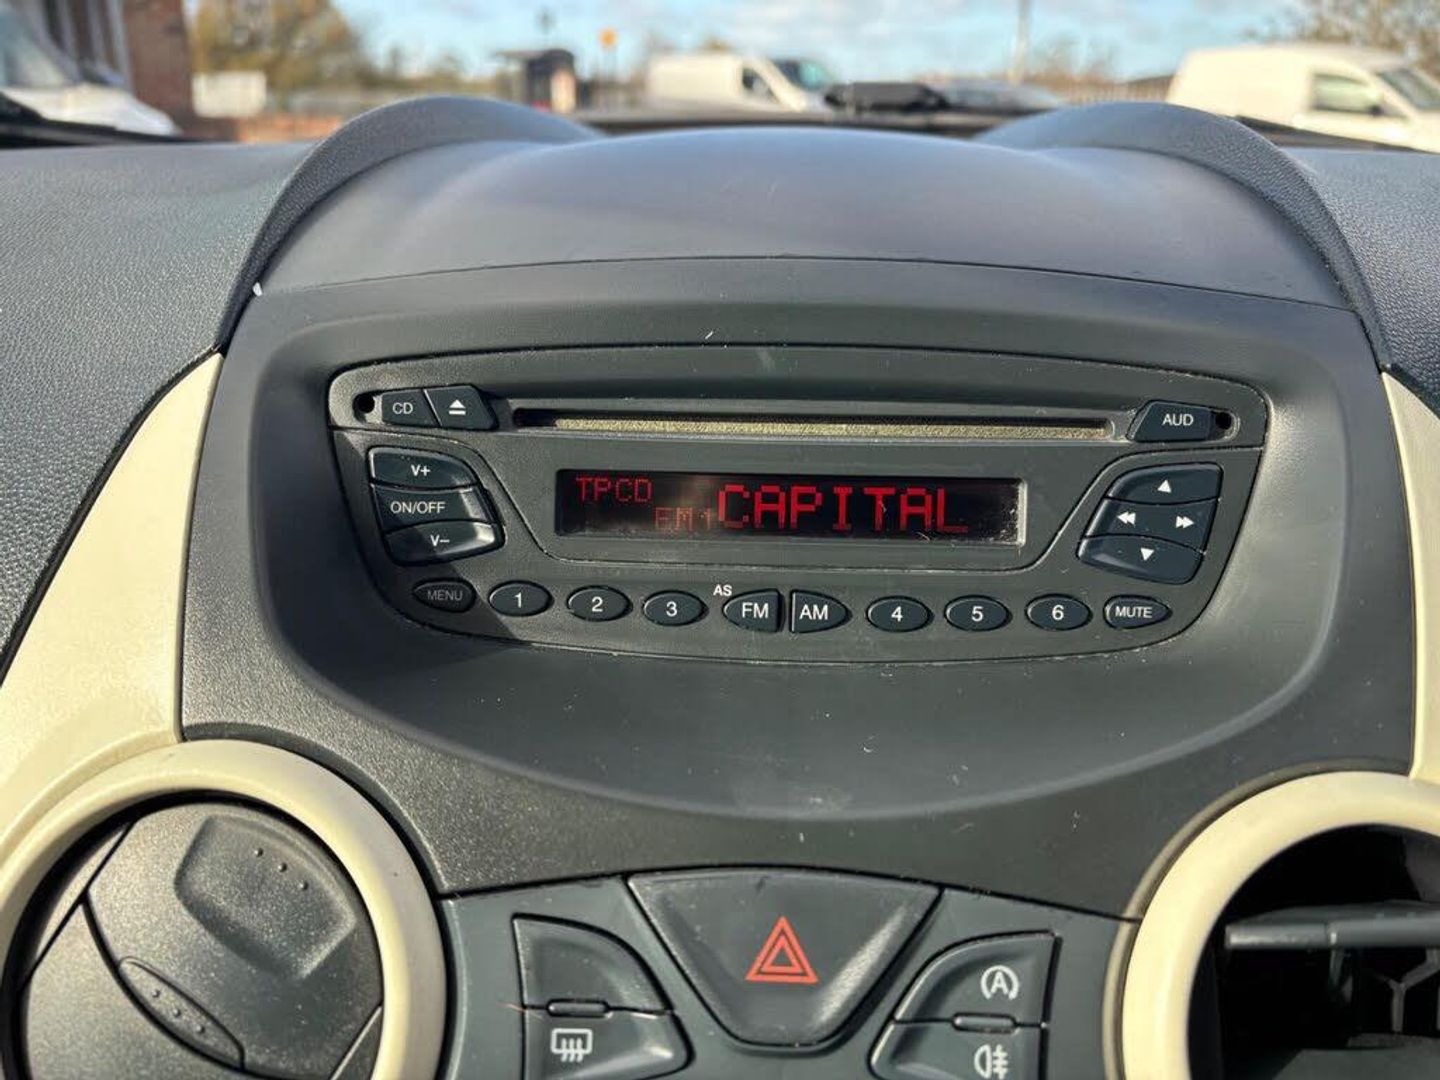 CD
AUD
V+
ON/OFF
V−
TPCD
FM1 CAPITAL
MENU 1 2 3 AS FM AM 4 5 6 MUTE
A